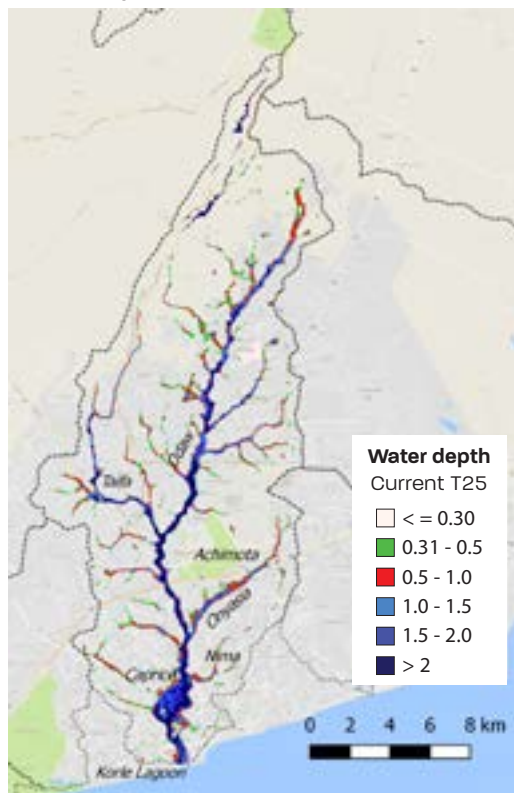 Odaw
Taifa
Achimota
Onyasia
Nima
Caprice
Korle Lagoon
Water depth
Current T25
< = 0.30
0.31 - 0.5
0.5 - 1.0
1.0 - 1.5
1.5 - 2.0
> 2
0 2 4 6 8 km